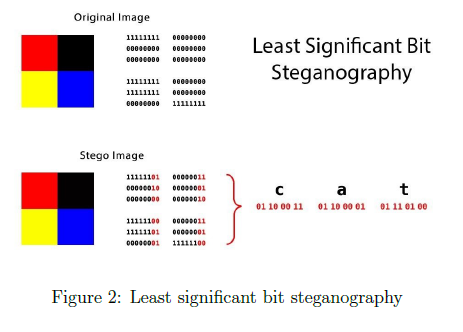 Original Image
11111111 00000000
00000000 00000000
00000000 00000000
11111111 00000000
11111111 00000000
00000000 11111111
Least Significant Bit
Steganography
Stego Image
11111101 00000011
00000010 00000001
00000000 00000010
11111100 00000011
11111101 00000001
00000001 11111100
c a t
01 10 00 11 01 10 00 01 01 11 01 00
Figure 2: Least significant bit steganography